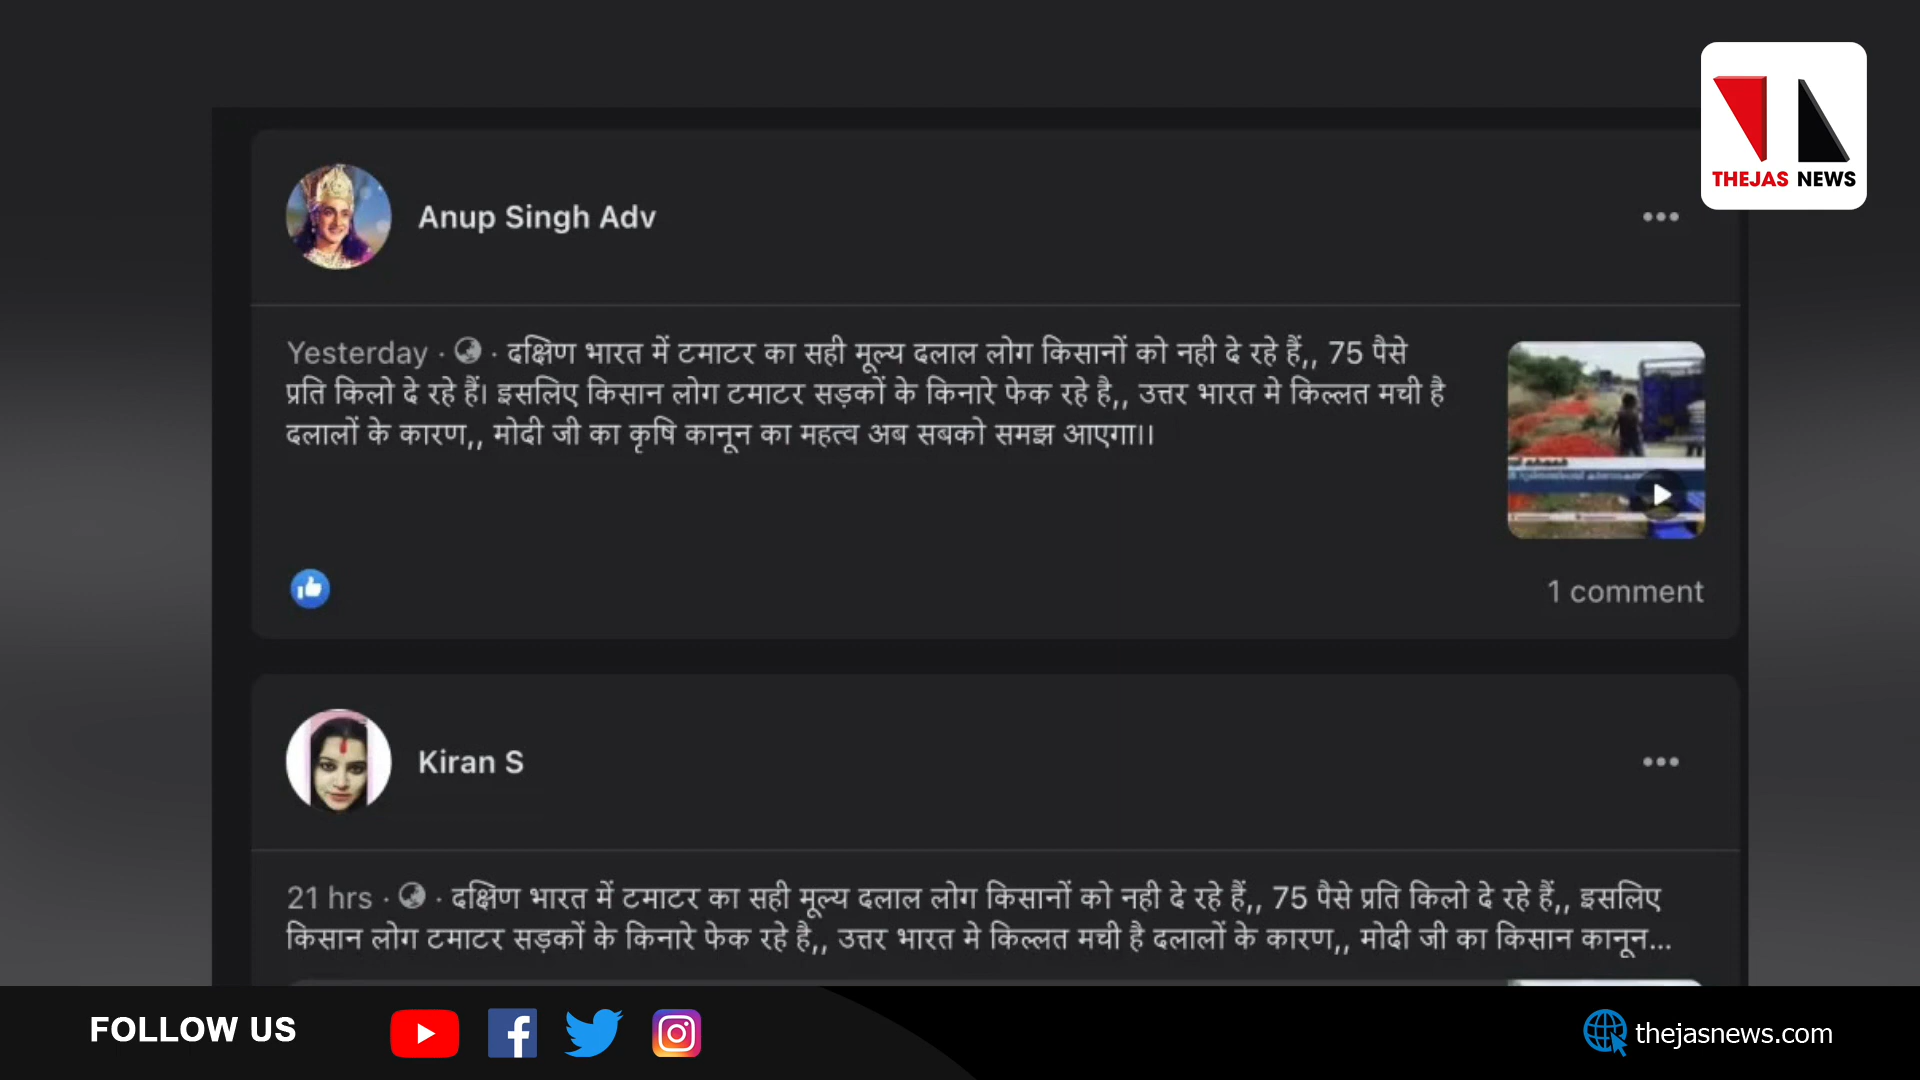 THEJAS NEWS
Anup Singh Adv
Yesterday · · दक्षिण भारत में टमाटर का सही मूल्य दलाल लोग किसानों को नही दे रहे हैं,, 75 पैसे
प्रति किलो दे रहे हैं। इसलिए किसान लोग टमाटर सड़कों के किनारे फेक रहे है,, उत्तर भारत मे किल्लत मची है
दलालों के कारण,, मोदी जी का कृषि कानून का महत्व अब सबको समझ आएगा।।
1 comment
Kiran S
21 hrs · · दक्षिण भारत में टमाटर का सही मूल्य दलाल लोग किसानों को नही दे रहे हैं,, 75 पैसे प्रति किलो दे रहे हैं,, इसलिए
किसान लोग टमाटर सड़कों के किनारे फेक रहे है,, उत्तर भारत मे किल्लत मची है दलालों के कारण,, मोदी जी का किसान कानून...
FOLLOW US
thejasnews.com